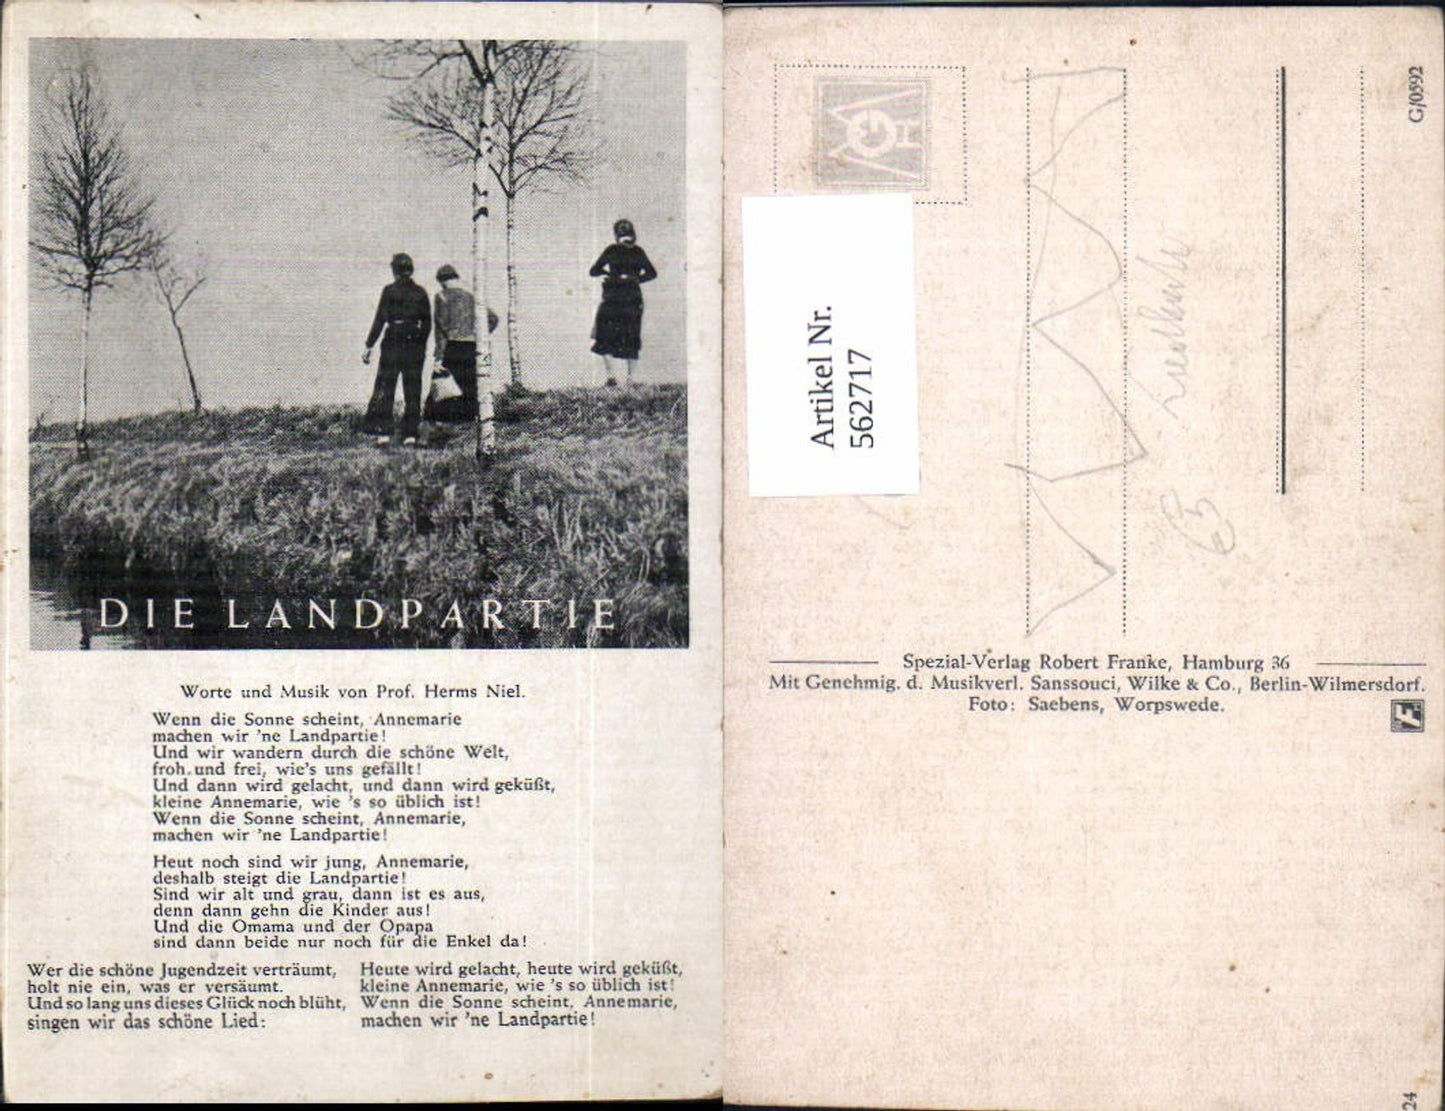 DIE LANDPARTIE
Worte und Musik von Prof. Herms Niel.
Wenn die Sonne scheint, Annemarie
machen wir 'ne Landpartie!
Und wir wandern durch die schöne Welt,
froh und frei, wie's uns gefällt!
Und dann wird gelacht, und dann wird geküßt,
kleine Annemarie, wie 's so üblich ist!
Wenn die Sonne scheint, Annemarie,
machen wir 'ne Landpartie!
Heut noch sind wir jung, Annemarie,
deshalb steigt die Landpartie!
Sind wir alt und grau, dann ist es aus,
denn dann gehn die Kinder aus!
Und die Omama und der Opapa
sind dann beide nur noch für die Enkel da!
Wer die schöne Jugendzeit verträumt,
holt nie ein, was er versäumt.
Und so lang uns dieses Glück noch blüht,
singen wir das schöne Lied:
Heute wird gelacht, heute wird geküßt,
kleine Annemarie, wie 's so üblich ist!
Wenn die Sonne scheint, Annemarie,
machen wir 'ne Landpartie!
Artikel Nr.
562717
G/0592
63
Spezial-Verlag Robert Franke, Hamburg 36
Mit Genehmig. d. Musikverl. Sanssouci, Wilke & Co., Berlin-Wilmersdorf.
Foto: Saebens, Worpswede.
F
24